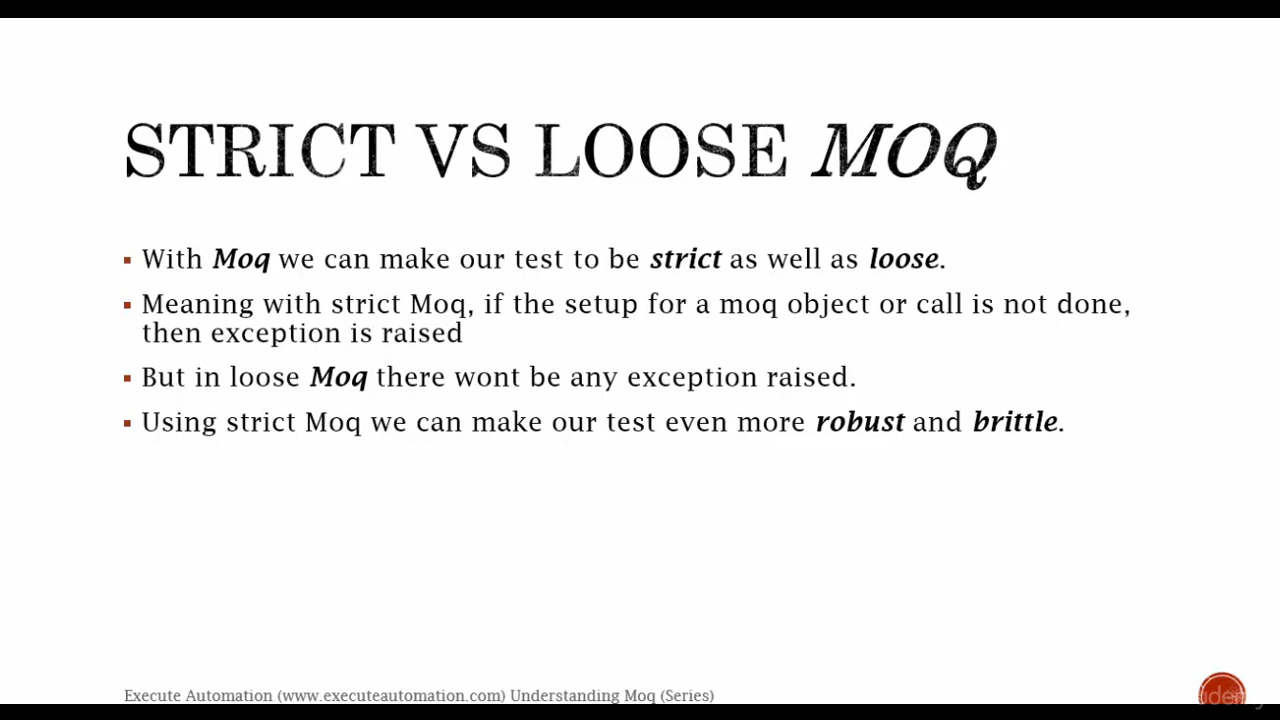 STRICT VS LOOSE MOQ
▪ With Moq we can make our test to be strict as well as loose.
▪ Meaning with strict Moq, if the setup for a moq object or call is not done,
then exception is raised
▪ But in loose Moq there wont be any exception raised.
▪ Using strict Moq we can make our test even more robust and brittle.
Execute Automation (www.executeautomation.com) Understanding Moq (Series)